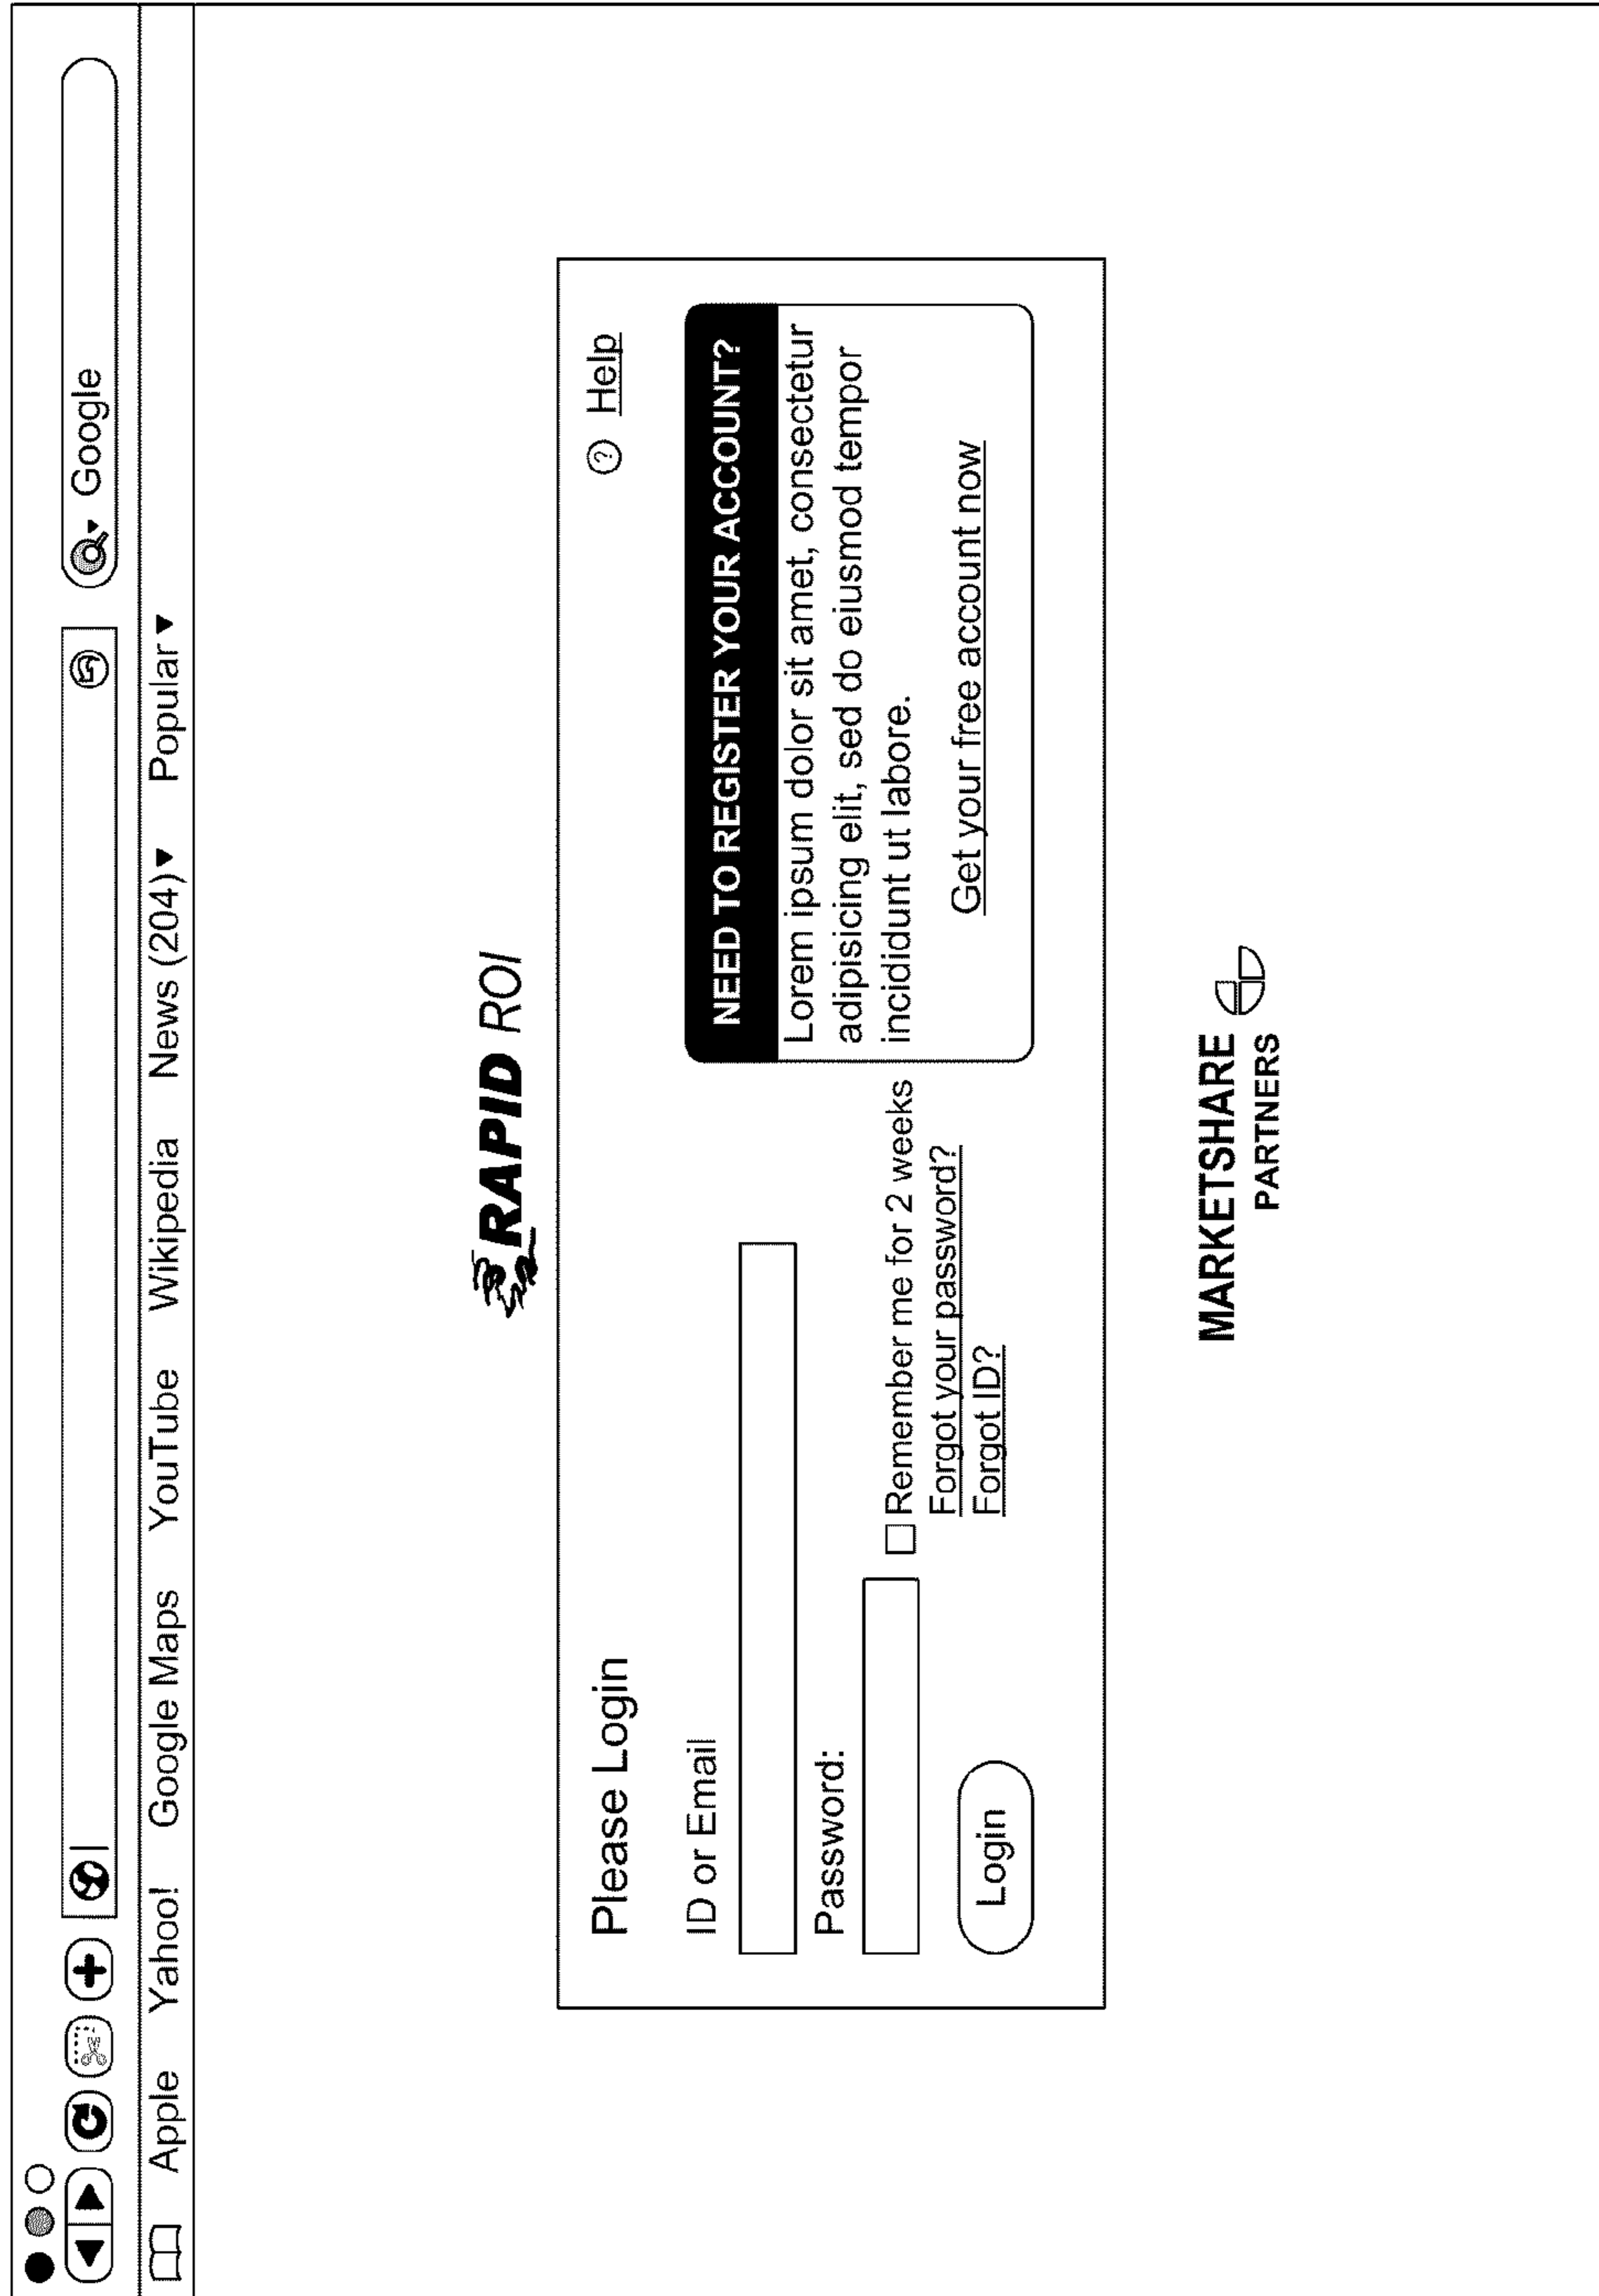 Google
Apple Yahoo! Google Maps YouTube Wikipedia News (204) Popular
RAPID ROI
Please Login
? Help
ID or Email
Password:
Remember me for 2 weeks
Forgot your password?
Forgot ID?
Login
NEED TO REGISTER YOUR ACCOUNT?
Lorem ipsum dolor sit amet, consectetur
adipisicing elit, sed do eiusmod tempor
incididunt ut labore.
Get your free account now
MARKETSHARE
PARTNERS